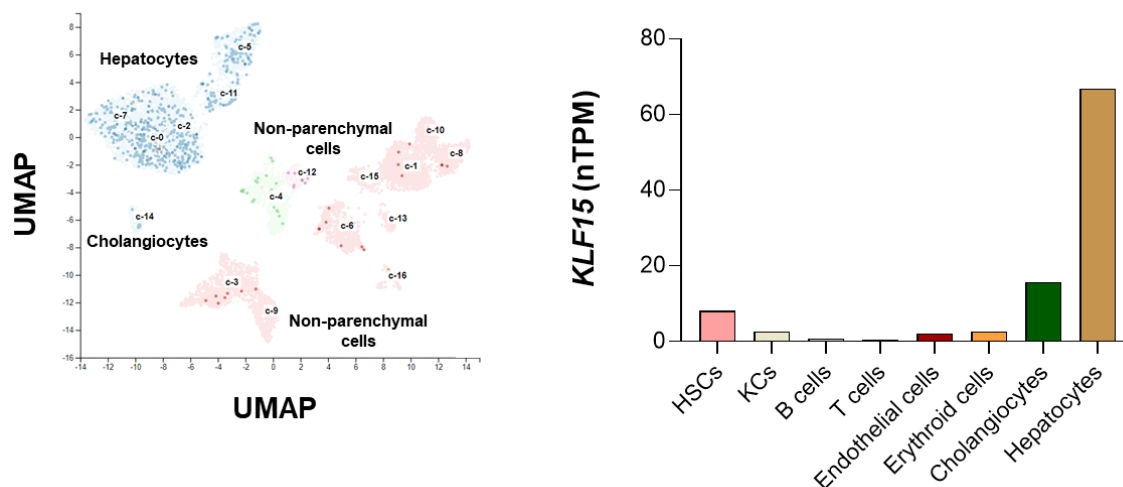 8
6
4
2
0
-2
-4
-6
-8
-10
-12
-14
-16
-14
-12
-10
-8
-6
-4
-2
0
2
4
6
8
10
12
14
UMAP
UMAP
Hepatocytes
c-5
c-11
c-7
c-2
c-0
Non-parenchymal
cells
c-10
c-8
c-1
c-15
c-12
c-4
c-14
Cholangiocytes
c-6
c-13
c-16
c-3
c-9
Non-parenchymal
cells
KLF15 (nTPM)
80
60
40
20
0
HSCs
KCs
B cells
T cells
Endothelial cells
Erythroid cells
Cholangiocytes
Hepatocytes